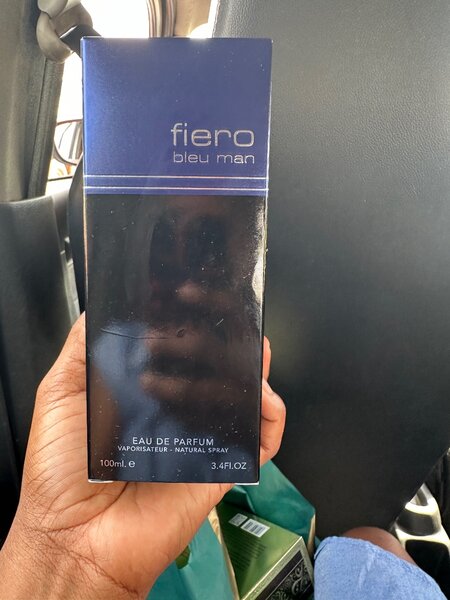 fiero
bleu man
EAU DE PARFUM
VAPORISATEUR - NATURAL SPRAY
100ml. e 3.4Fl.OZ